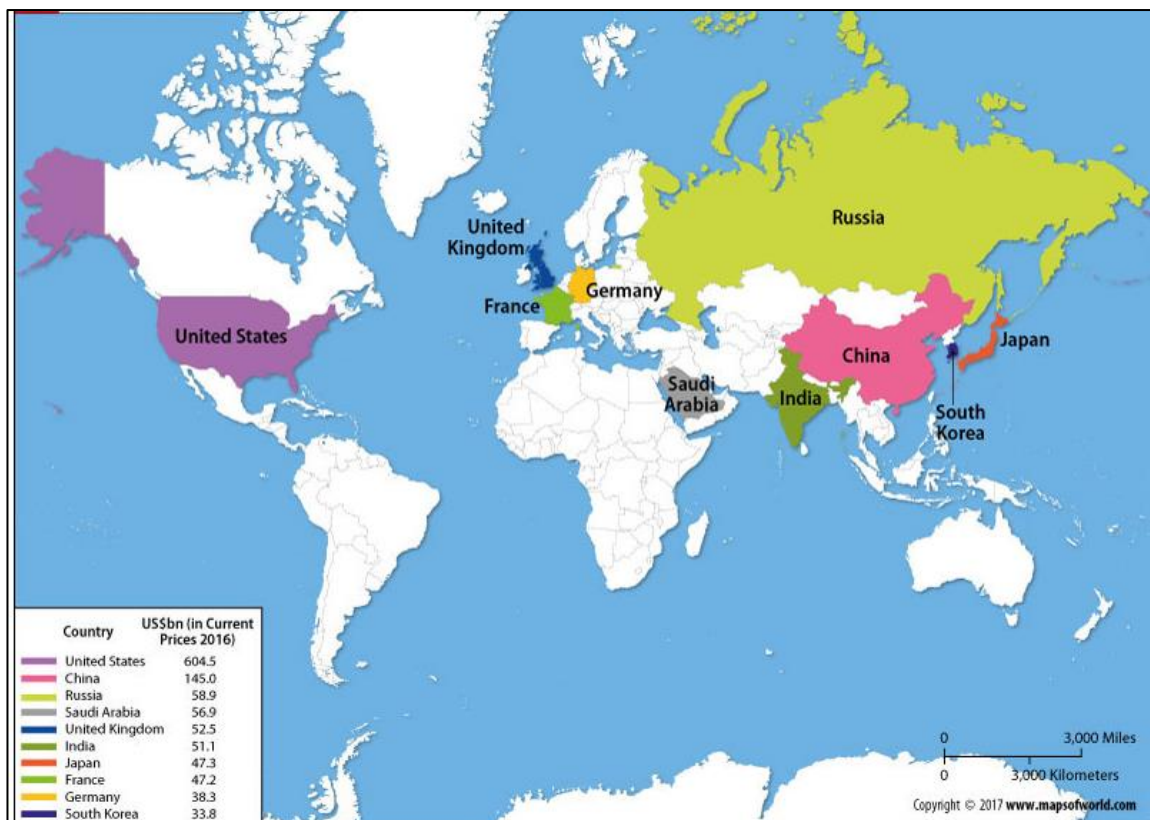 United
Kingdom
Russia
Germany
France
United States
China
Japan
Saudi
Arabia
India
South
Korea
Country US$bn (in Current
Prices 2016)
United States 604.5
China 145.0
Russia 58.9
Saudi Arabia 56.9
United Kingdom 52.5
India 51.1
Japan 47.3
France 47.2
Germany 38.3
South Korea 33.8
0 3,000 Miles
0 3,000 Kilometers
Copyright © 2017 www.mapsofworld.com